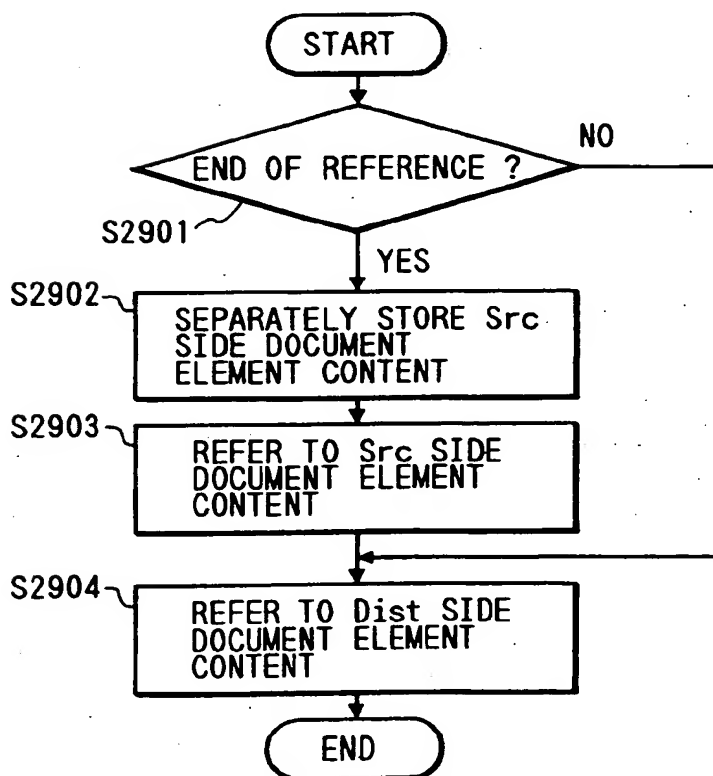 START
NO
END OF REFERENCE ?
S2901
YES
S2902
SEPARATELY STORE Src
SIDE DOCUMENT
ELEMENT CONTENT
S2903
REFER TO Src SIDE
DOCUMENT ELEMENT
CONTENT
S2904
REFER TO Dist SIDE
DOCUMENT ELEMENT
CONTENT
END